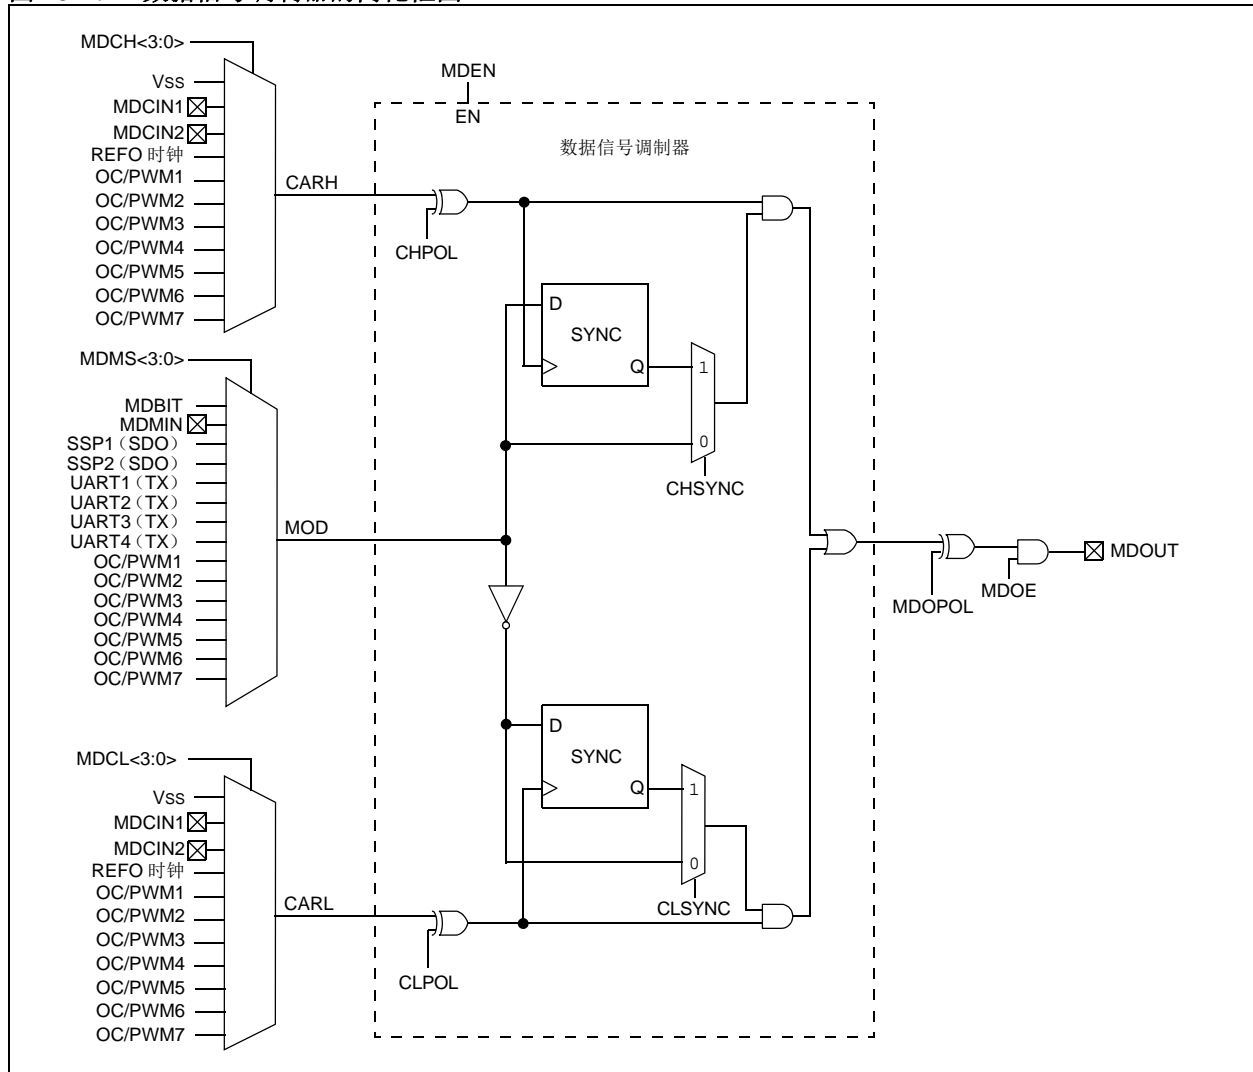 MDCH<3:0>
VSS
MDCIN1
MDCIN2
REFO 时钟
OC/PWM1
OC/PWM2
OC/PWM3
OC/PWM4
OC/PWM5
OC/PWM6
OC/PWM7
CARH
MDMS<3:0>
MDBIT
MDMIN
SSP1（SDO）
SSP2（SDO）
UART1（TX）
UART2（TX）
UART3（TX）
UART4（TX）
OC/PWM1
OC/PWM2
OC/PWM3
OC/PWM4
OC/PWM5
OC/PWM6
OC/PWM7
MOD
MDCL<3:0>
VSS
MDCIN1
MDCIN2
REFO 时钟
OC/PWM1
OC/PWM2
OC/PWM3
OC/PWM4
OC/PWM5
OC/PWM6
OC/PWM7
CARL
MDEN
EN
数据信号调制器
CHPOL
D
SYNC
Q
1
0
CHSYNC
D
SYNC
Q
1
0
CLSYNC
CLPOL
MDOPOL
MDOE
MDOUT